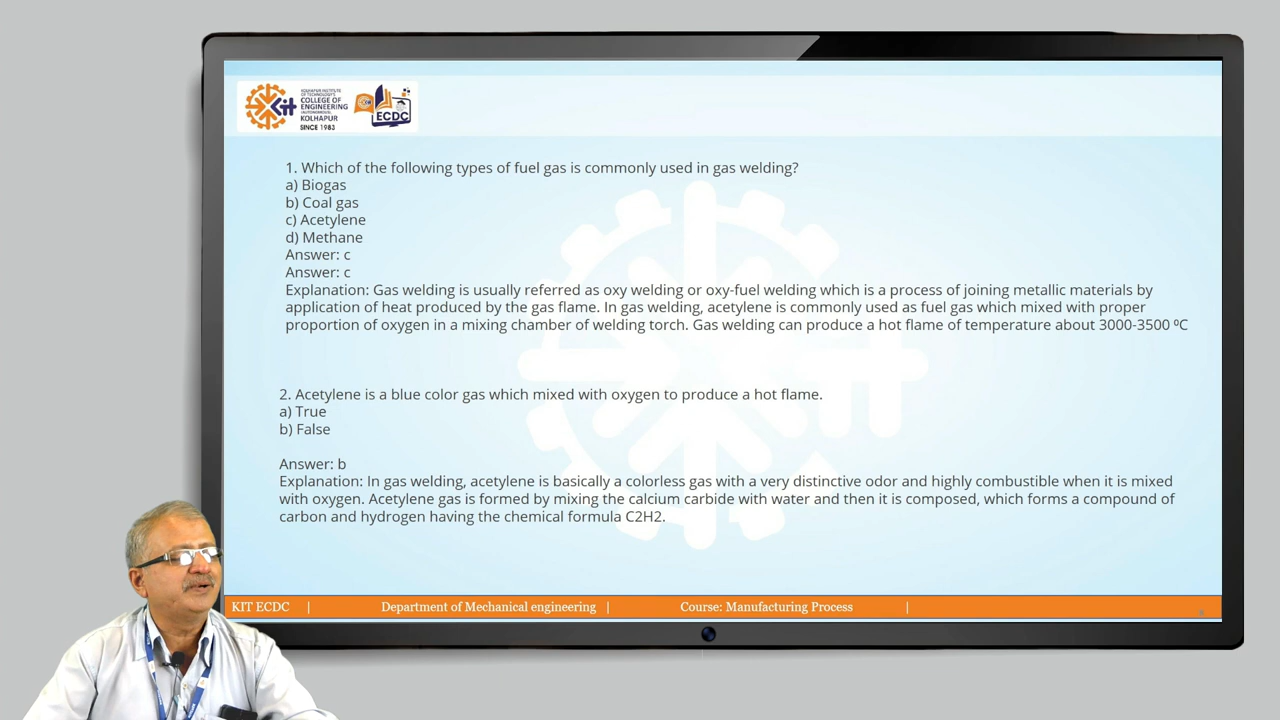 KOLHAPUR INSTITUTE
OF TECHNOLOGY'S
COLLEGE OF
ENGINEERING
(AUTONOMOUS)
KOLHAPUR
SINCE 1983
Kit
ECDC
1. Which of the following types of fuel gas is commonly used in gas welding?
a) Biogas
b) Coal gas
c) Acetylene
d) Methane
Answer: c
Answer: c
Explanation: Gas welding is usually referred as oxy welding or oxy-fuel welding which is a process of joining metallic materials by
application of heat produced by the gas flame. In gas welding, acetylene is commonly used as fuel gas which mixed with proper
proportion of oxygen in a mixing chamber of welding torch. Gas welding can produce a hot flame of temperature about 3000-3500 ⁰C
2. Acetylene is a blue color gas which mixed with oxygen to produce a hot flame.
a) True
b) False
Answer: b
Explanation: In gas welding, acetylene is basically a colorless gas with a very distinctive odor and highly combustible when it is mixed
with oxygen. Acetylene gas is formed by mixing the calcium carbide with water and then it is composed, which forms a compound of
carbon and hydrogen having the chemical formula C2H2.
KIT ECDC | Department of Mechanical engineering | Course: Manufacturing Process |